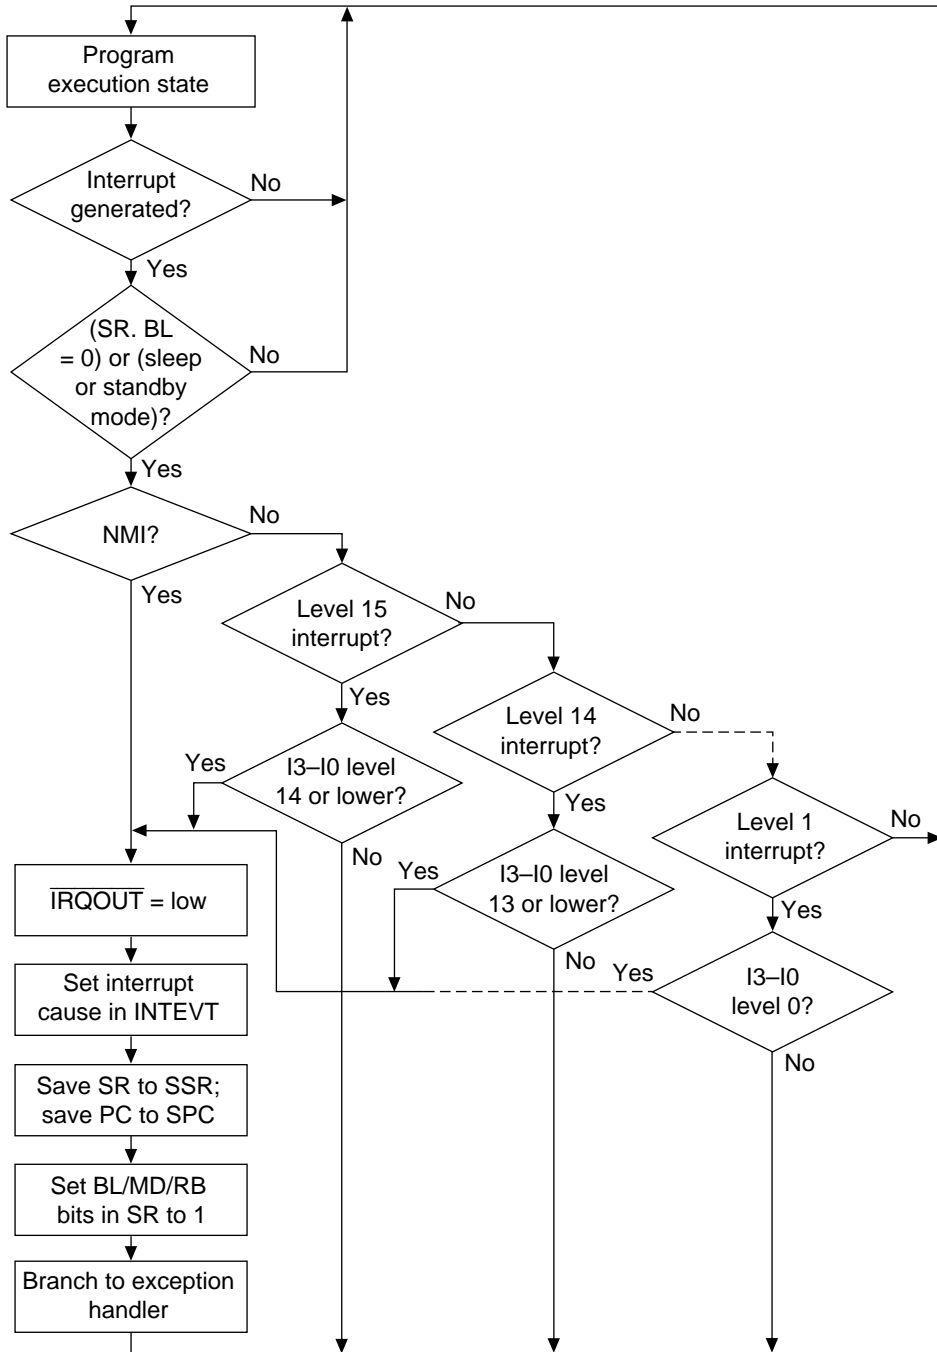 Program
execution state
Interrupt
generated?
No
Yes
(SR. BL
= 0) or (sleep
or standby
mode)?
No
Yes
NMI?
No
Yes
Level 15
interrupt?
No
Yes
Level 14
interrupt?
No
Yes
I3–I0 level
14 or lower?
Yes
No
Level 1
interrupt?
No
Yes
I3–I0 level
13 or lower?
Yes
No
I3–I0
level 0?
Yes
No
IRQOUT = low
Set interrupt
cause in INTEVT
Save SR to SSR;
save PC to SPC
Set BL/MD/RB
bits in SR to 1
Branch to exception
handler